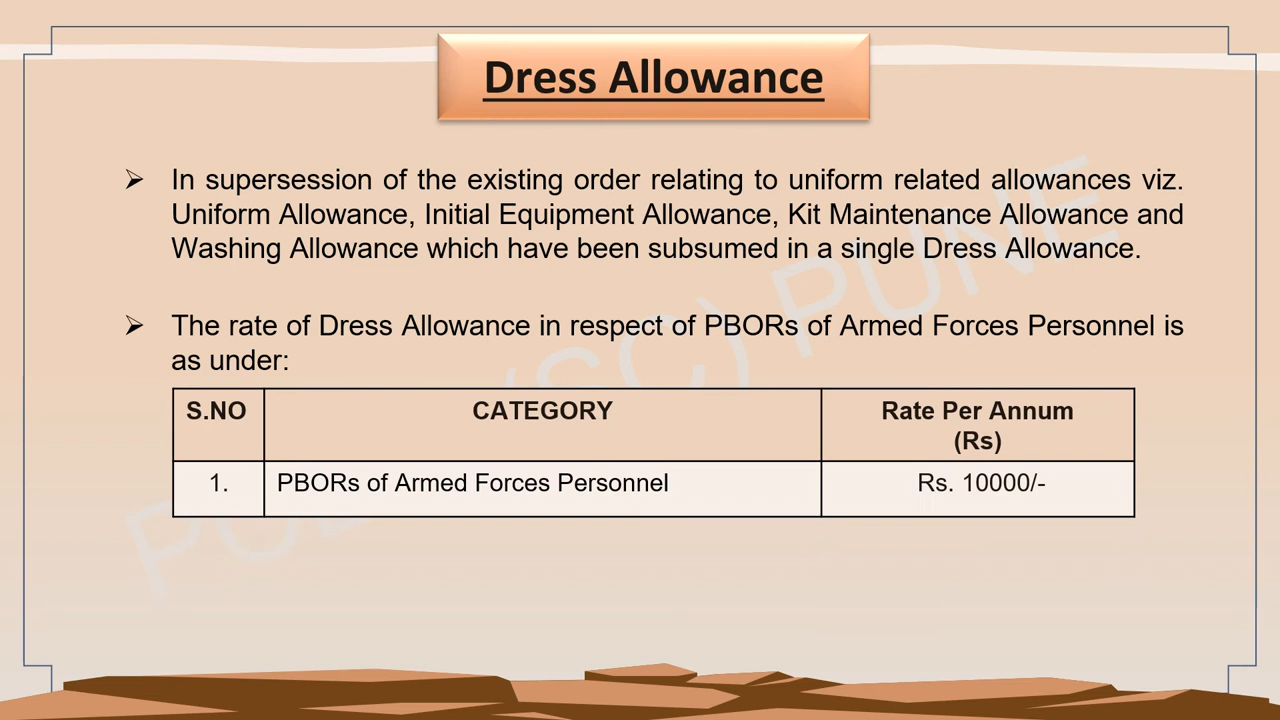 Dress Allowance
➢ In supersession of the existing order relating to uniform related allowances viz.
Uniform Allowance, Initial Equipment Allowance, Kit Maintenance Allowance and
Washing Allowance which have been subsumed in a single Dress Allowance.
➢ The rate of Dress Allowance in respect of PBORs of Armed Forces Personnel is
as under:
S.NO CATEGORY Rate Per Annum
(Rs)
1. PBORs of Armed Forces Personnel Rs. 10000/-
PUNE